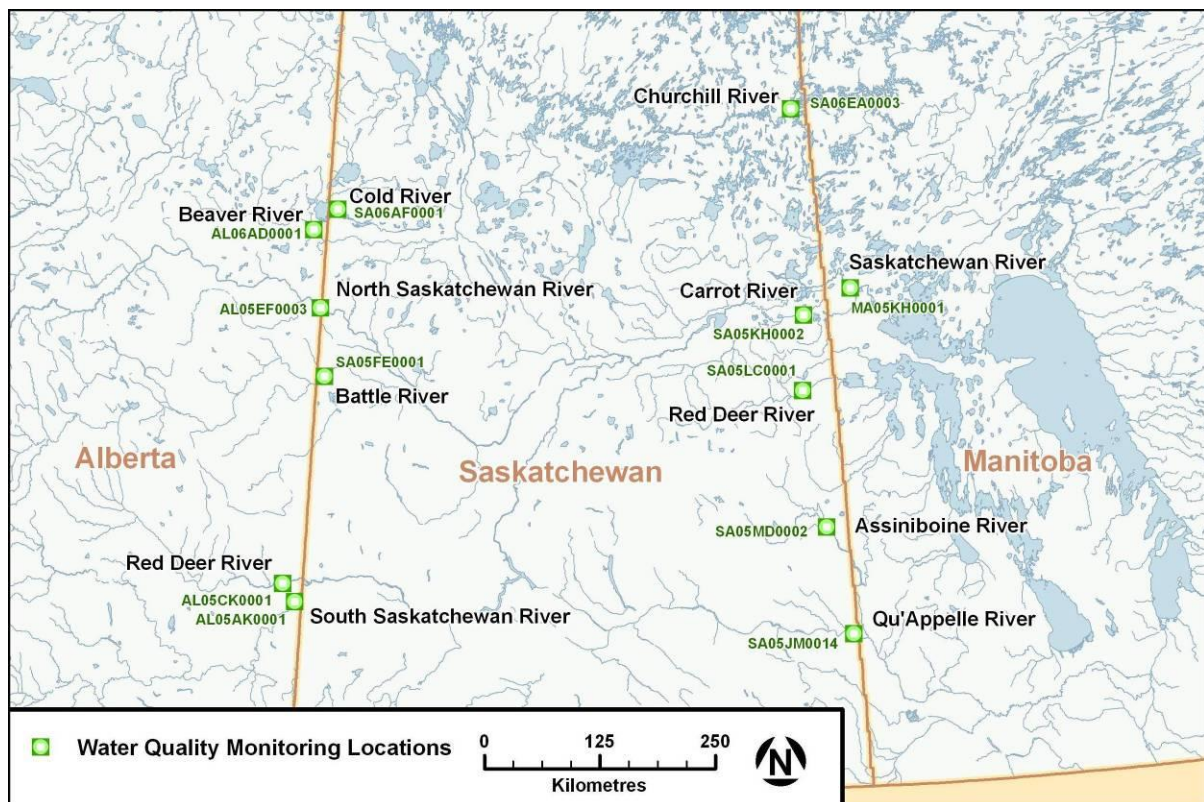 Churchill River
SA06EA0003
Cold River
SA06AF0001
Beaver River
AL06AD0001
Saskatchewan River
MA05KH0001
North Saskatchewan River
AL05EF0003
Carrot River
SA05KH0002
SA05FE0001
Battle River
SA05LC0001
Red Deer River
Alberta
Saskatchewan
Manitoba
SA05MD0002
Assiniboine River
Red Deer River
AL05CK0001
AL05AK0001
South Saskatchewan River
Qu'Appelle River
SA05JM0014
Water Quality Monitoring Locations
0 125 250
Kilometres
N